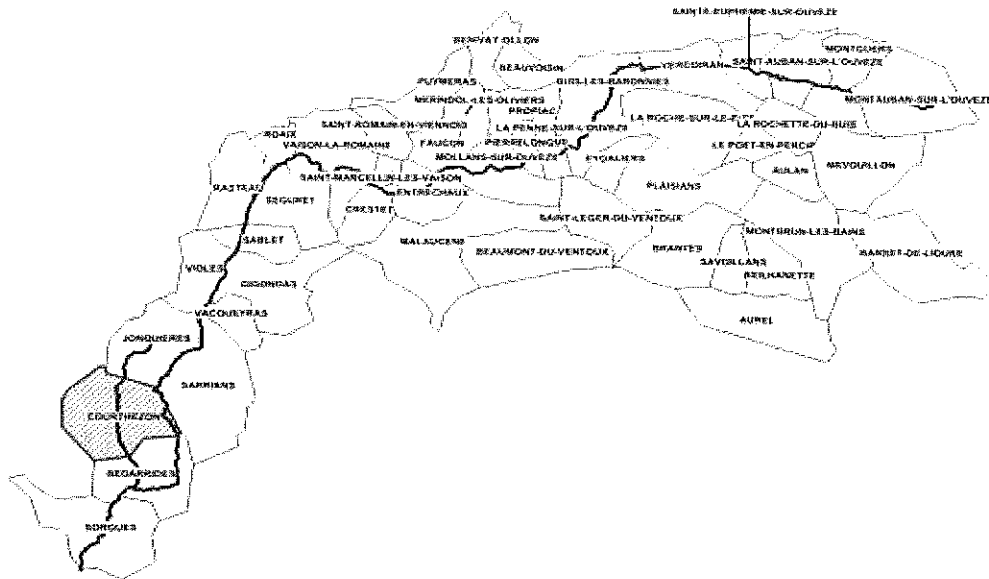 SAINTE-EUPHEMIE-SUR-OUVEZE
BENIVAY-OLLON
MONTGUERS
BEAUVOISIN
VERCOIRAN
SAINT-AUBAN-SUR-L'OUVEZE
PUYMERAS
BUIS-LES-BARONNIES
MERINDOL-LES-OLIVIERS
MONTAUBAN-SUR-L'OUVEZE
PROPIAC
LA ROCHE-SUR-LE-BUIS
SAINT-ROMAIN-EN-VIENNOIS
LA PENNE-SUR-L'OUVEZE
LA ROCHETTE-DU-BUIS
ROAIX
VAISON-LA-ROMAINE
FAUCON
PIERRELONGUE
LE POET-EN-PERCIP
MOLLANS-SUR-OUVEZE
EYGALIERS
AULAN
MEVOUILLON
SAINT-MARCELLIN-LES-VAISON
RASTEAU
ENTRECHAUX
PLAISIANS
SEGURET
CRESTET
SAINT-LEGER-DU-VENTOUX
MONTBRUN-LES-BAINS
SABLET
MALAUCENE
BEAUMONT-DU-VENTOUX
BRANTES
BARRET-DE-LIOURE
SAVOILLANS
VIOLES
REILHANETTE
GIGONDAS
VACQUEYRAS
AUREL
JONQUIERES
SARRIANS
COURTHEZON
BEDARRIDES
SORGUES